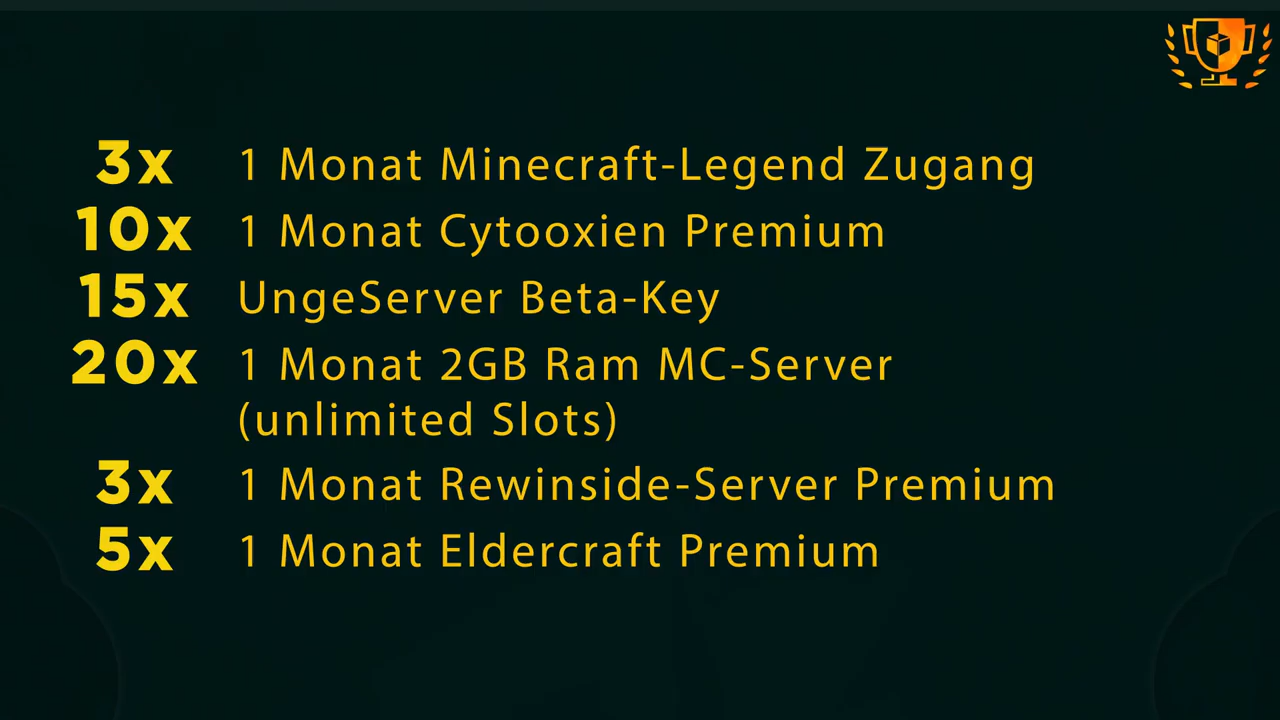 3x 1 Monat Minecraft-Legend Zugang
10x 1 Monat Cytooxien Premium
15x UngeServer Beta-Key
20x 1 Monat 2GB Ram MC-Server
(unlimited Slots)
3x 1 Monat Rewinside-Server Premium
5x 1 Monat Eldercraft Premium